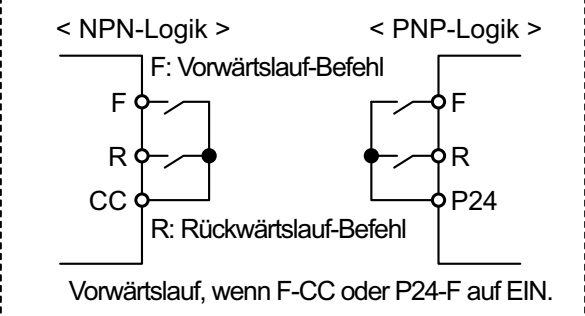 < NPN-Logik > < PNP-Logik >
F: Vorwärtslauf-Befehl
F F
R R
CC P24
R: Rückwärtslauf-Befehl
Vorwärtslauf, wenn F-CC oder P24-F auf EIN.